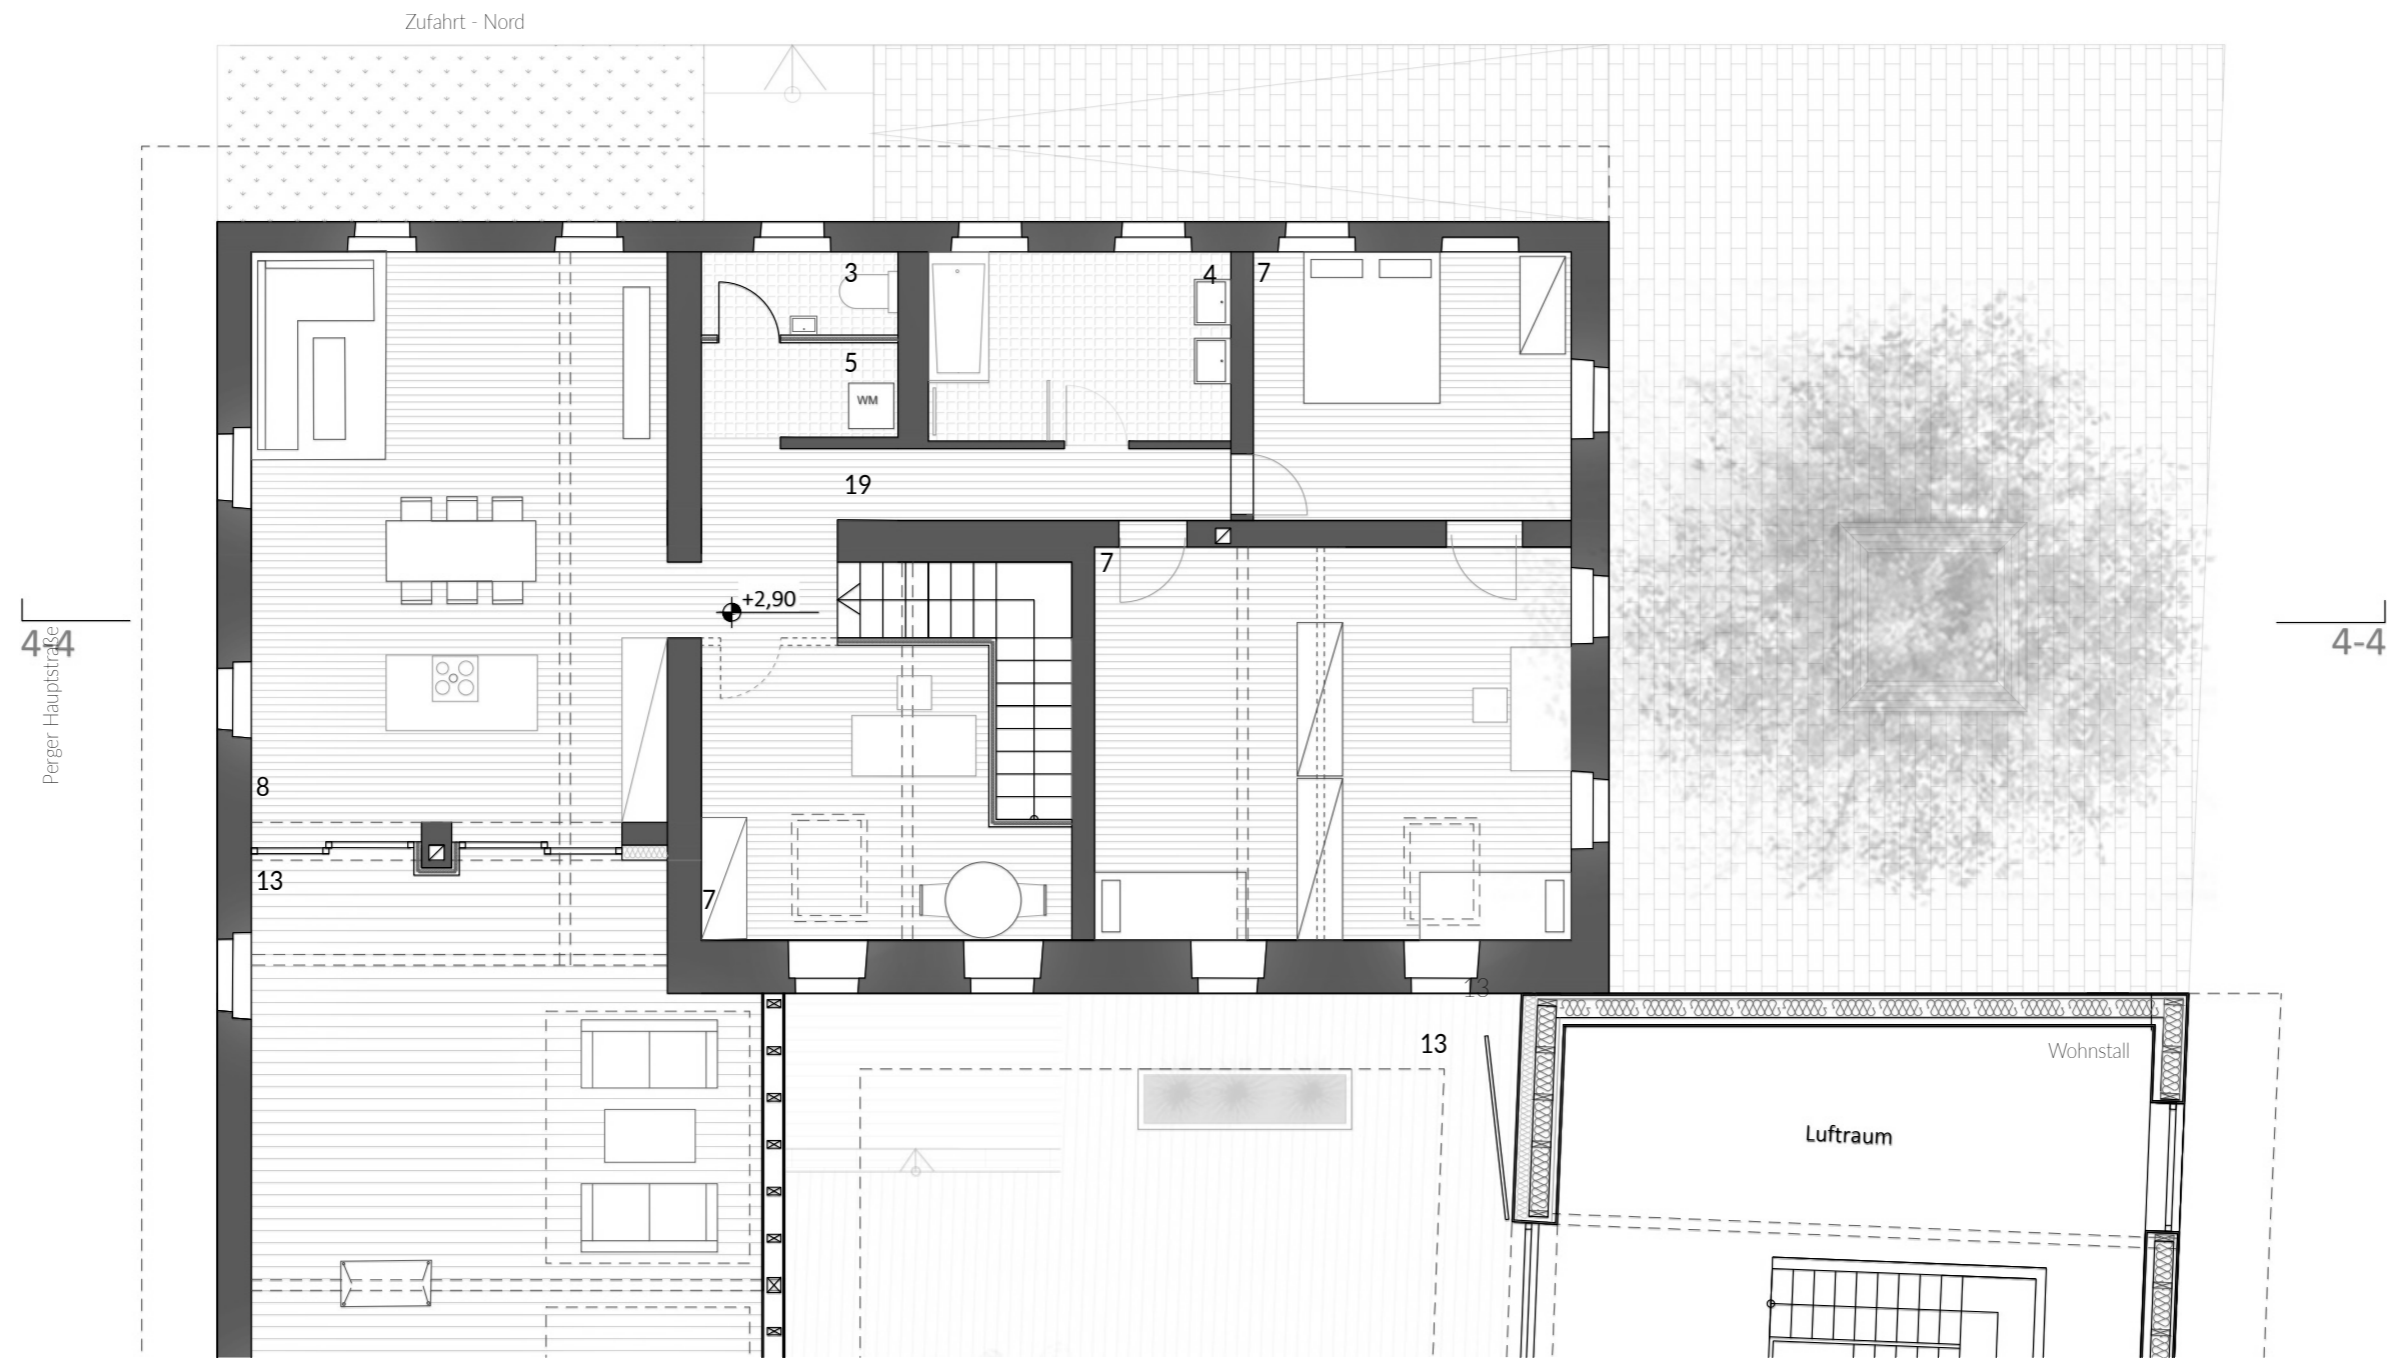 Zufahrt - Nord
3
4
7
5
WM
19
7
+2,90
4-4
4-4
Perger Hauptstraße
8
13
7
13
13
Wohnstall
Luftraum